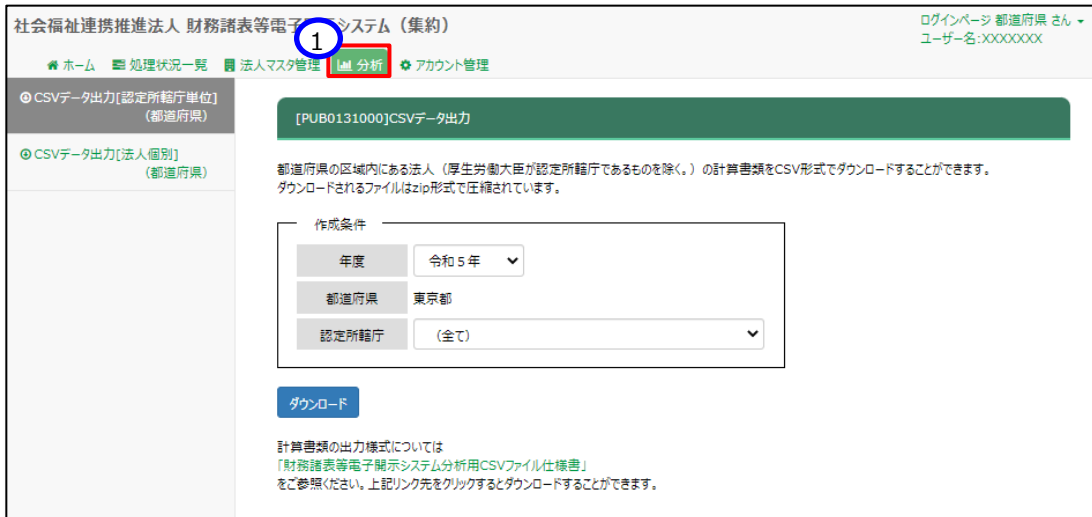 社会福祉連携推進法人 財務諸表等電子開示システム（集約）
ログインページ 都道府県 さん
ユーザー名:XXXXXXX
1
ホーム 処理状況一覧 法人マスタ管理 分析 アカウント管理
CSVデータ出力[認定所轄庁単位]
（都道府県）
CSVデータ出力[法人個別]
（都道府県）
[PUB0131000]CSVデータ出力
都道府県の区域内にある法人（厚生労働大臣が認定所轄庁であるものを除く。）の計算書類をCSV形式でダウンロードすることができます。
ダウンロードされるファイルはzip形式で圧縮されています。
作成条件
年度 令和５年
都道府県 東京都
認定所轄庁 （全て）
ダウンロード
計算書類の出力様式については
「財務諸表等電子開示システム分析用CSVファイル仕様書」
をご参照ください。上記リンク先をクリックするとダウンロードすることができます。